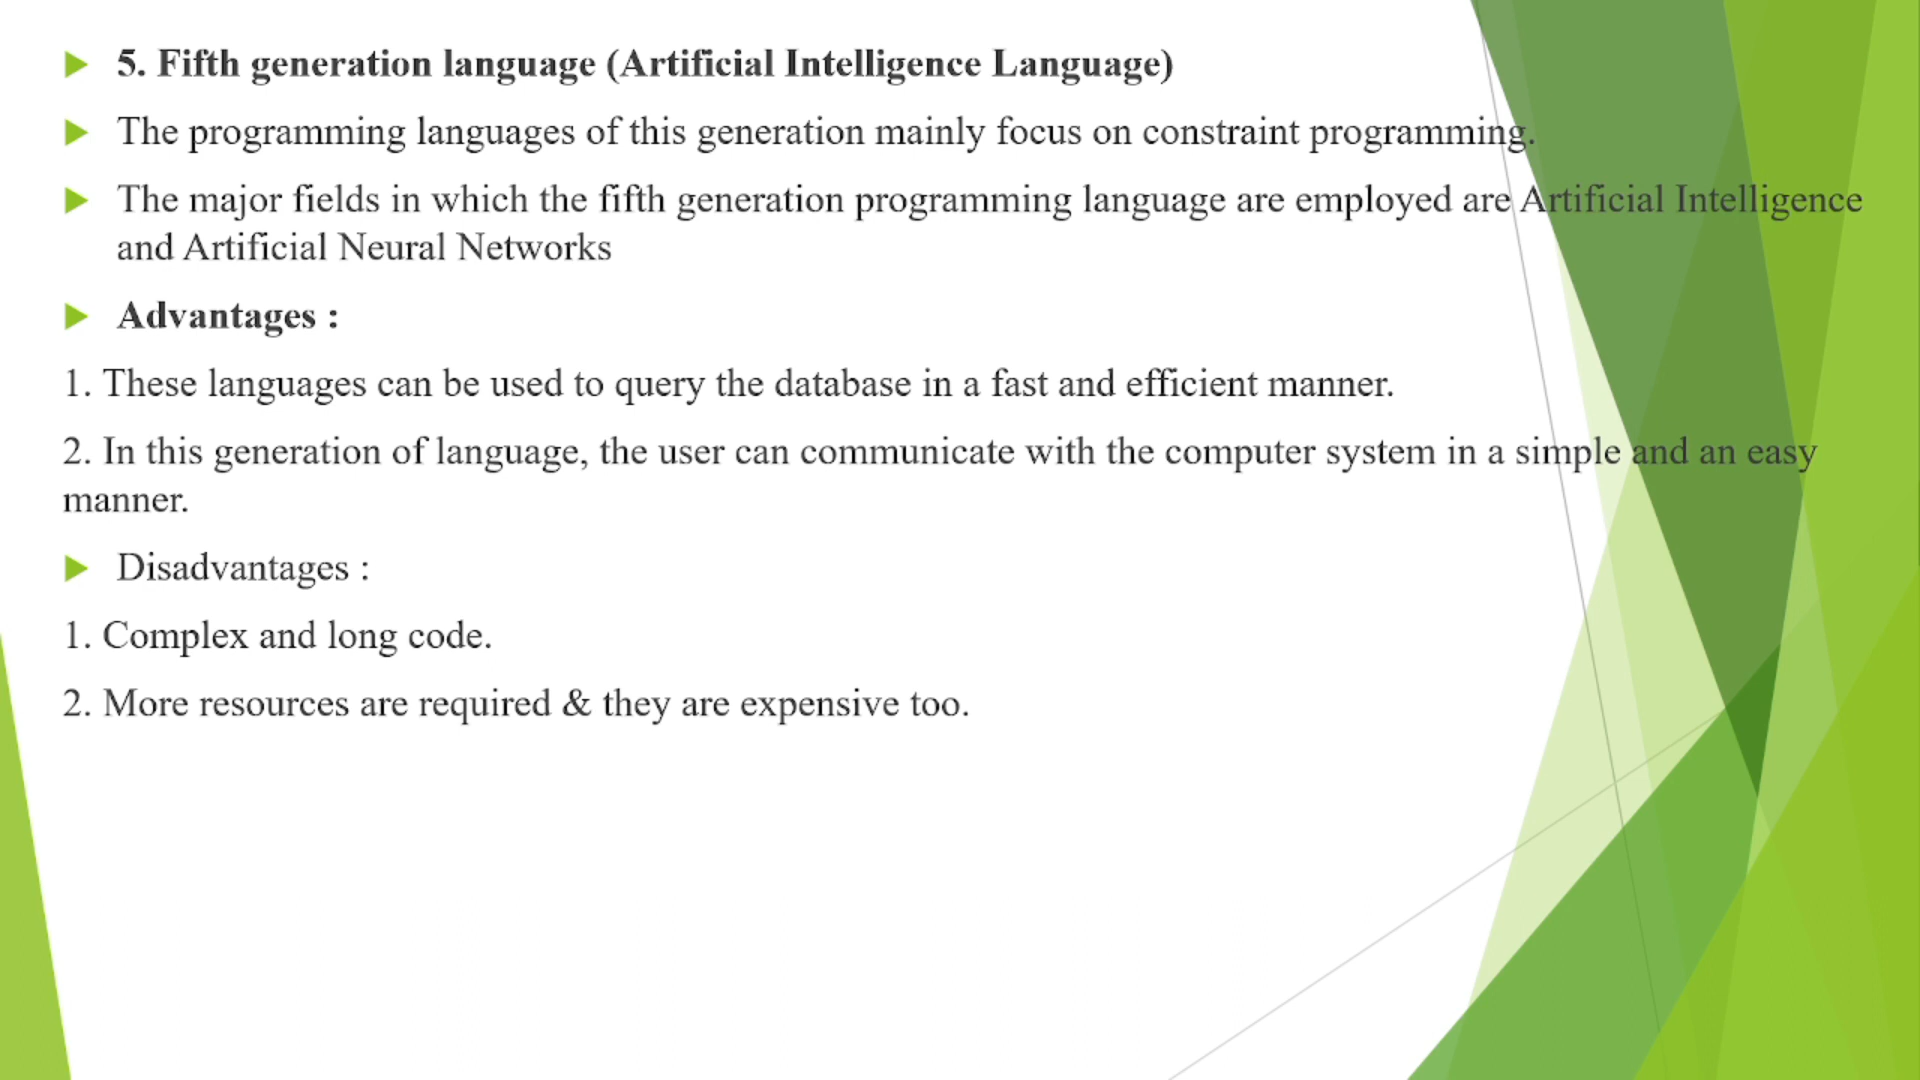 5. Fifth generation language (Artificial Intelligence Language)
The programming languages of this generation mainly focus on constraint programming.
The major fields in which the fifth generation programming language are employed are Artificial Intelligence
and Artificial Neural Networks
Advantages :
1. These languages can be used to query the database in a fast and efficient manner.
2. In this generation of language, the user can communicate with the computer system in a simple and an easy
manner.
Disadvantages :
1. Complex and long code.
2. More resources are required & they are expensive too.